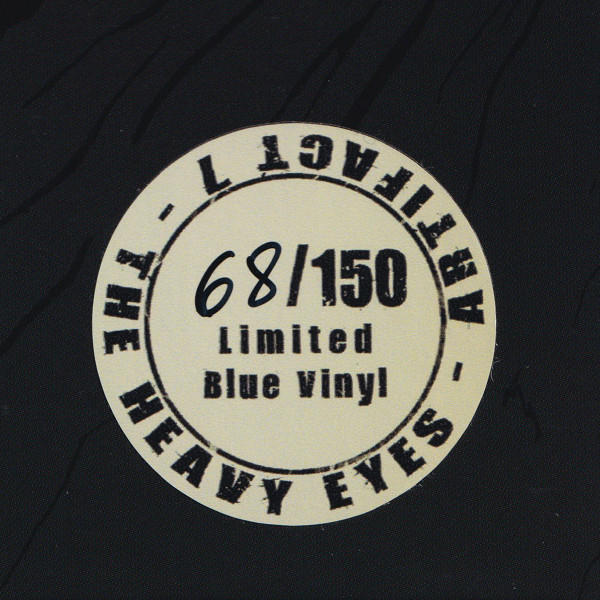 68/150
Limited
Blue Vinyl
THE HEAVY EYES - ARTIFACT 7 -